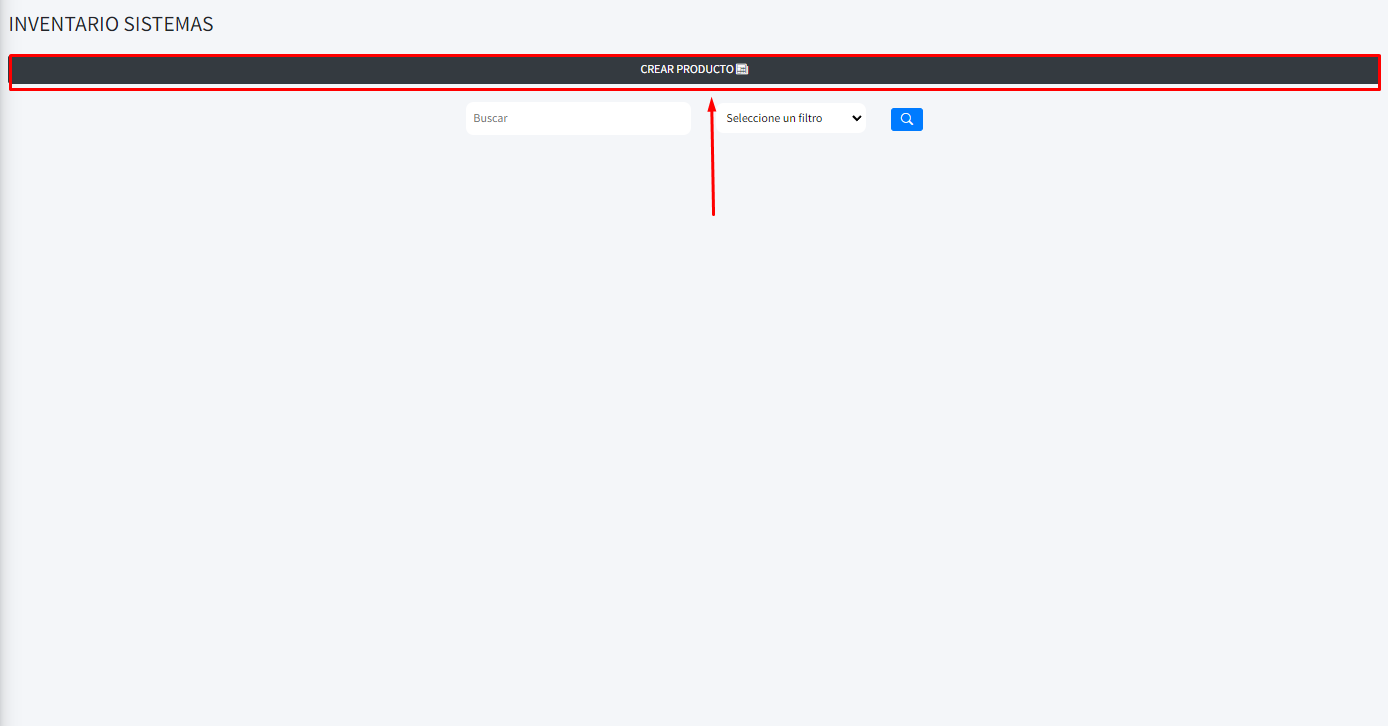 INVENTARIO SISTEMAS
CREAR PRODUCTO
Buscar
Seleccione un filtro